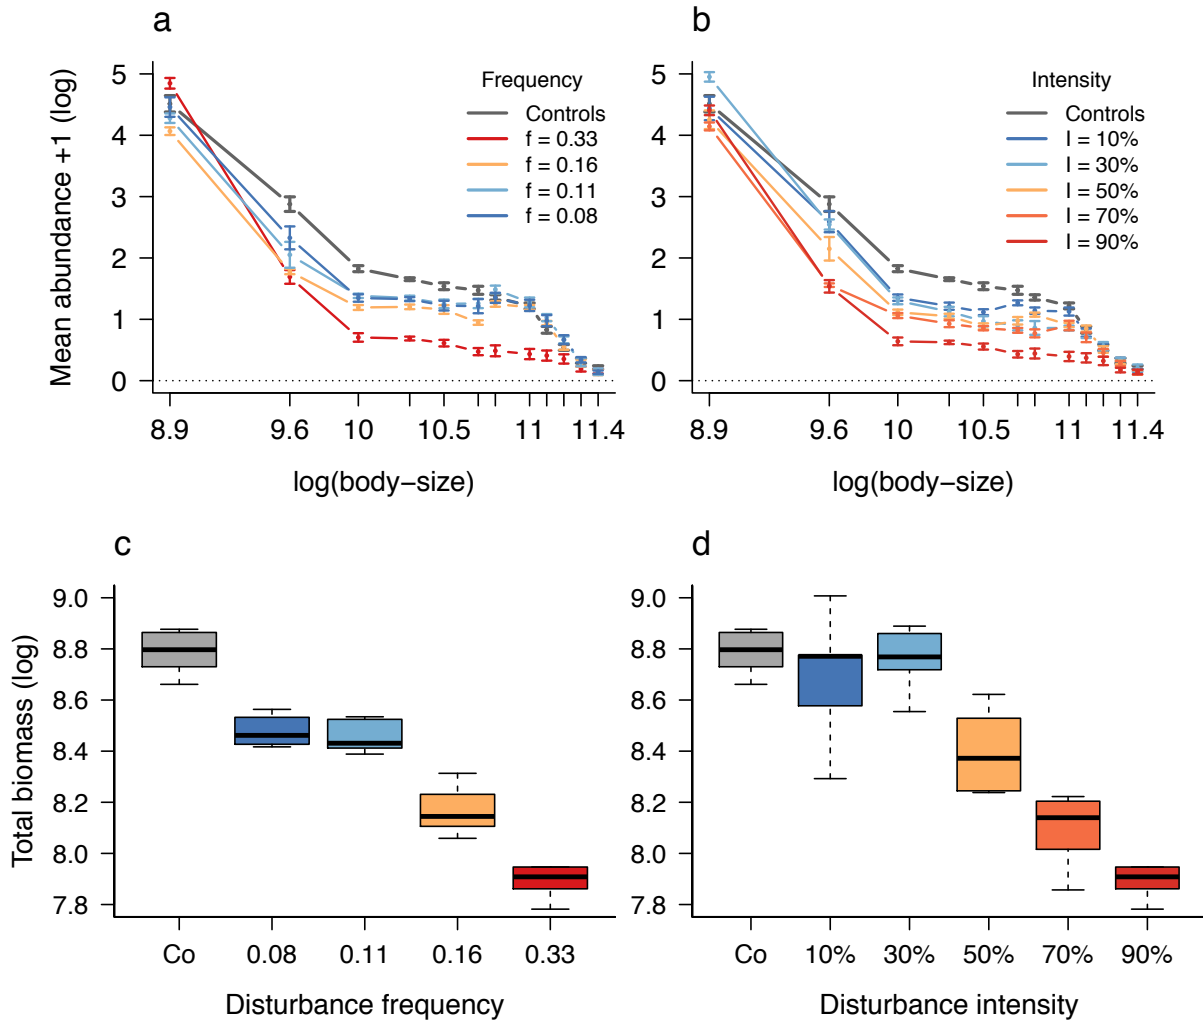 a
Mean abundance +1 (log)
5
4
3
2
1
0
Frequency
Controls
f = 0.33
f = 0.16
f = 0.11
f = 0.08
8.9 9.6 10 10.5 11 11.4
log(body−size)
b
5
4
3
2
1
0
Intensity
Controls
I = 10%
I = 30%
I = 50%
I = 70%
I = 90%
8.9 9.6 10 10.5 11 11.4
log(body−size)
c
Total biomass (log)
9.0
8.8
8.6
8.4
8.2
8.0
7.8
Co 0.08 0.11 0.16 0.33
Disturbance frequency
d
9.0
8.8
8.6
8.4
8.2
8.0
7.8
Co 10% 30% 50% 70% 90%
Disturbance intensity